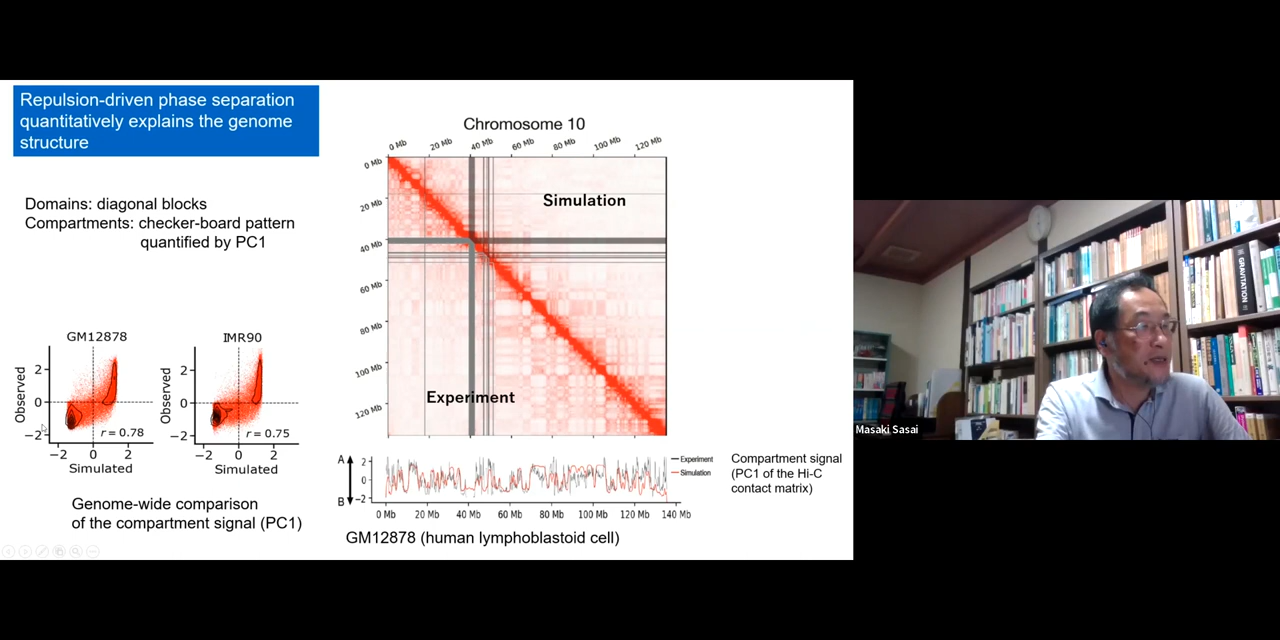 Repulsion-driven phase separation
quantitatively explains the genome
structure
Domains: diagonal blocks
Compartments: checker-board pattern
quantified by PC1
GM12878
IMR90
Observed
2
0
−2
r = 0.78
−2
0
2
Simulated
Observed
2
0
−2
r = 0.75
−2
0
2
Simulated
Genome-wide comparison
of the compartment signal (PC1)
Chromosome 10
0 Mb
20 Mb
40 Mb
60 Mb
80 Mb
100 Mb
120 Mb
0 Mb
20 Mb
40 Mb
60 Mb
80 Mb
100 Mb
120 Mb
Simulation
Experiment
A
B
2
0
−2
Experiment
Simulation
0 Mb
20 Mb
40 Mb
60 Mb
80 Mb
100 Mb
120 Mb
140 Mb
Compartment signal
(PC1 of the Hi-C
contact matrix)
GM12878 (human lymphoblastoid cell)
GRAVITATION
Masaki Sasai